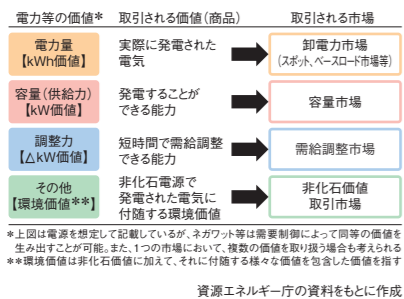 電力等の価値* 取引される価値(商品) 取引される市場
電力量
【kWh価値】
実際に発電された
電気
卸電力市場
(スポット、ベースロード市場等)
容量(供給力)
【kW価値】
発電することが
できる能力
容量市場
調整力
【△kW価値】
短時間で需給調整
できる能力
需給調整市場
その他
【環境価値**】
非化石電源で
発電された電気に
付随する環境価値
非化石価値
取引市場
*上図は電源を想定して記載しているが、ネガワット等は需要制御によって同等の価値を
生み出すことが可能。また、1つの市場において、複数の価値を取り扱う場合も考えられる
**環境価値は非化石価値に加えて、それに付随する様々な価値を包含した価値を指す
資源エネルギー庁の資料をもとに作成